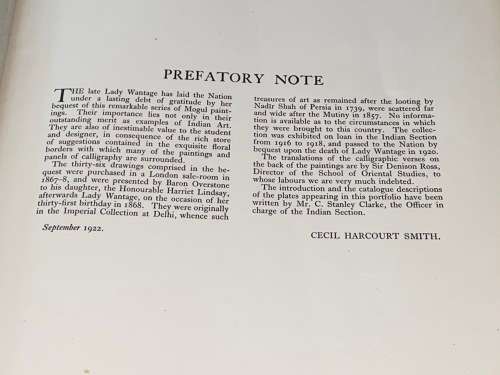 PREFATORY NOTE
THE late Lady Wantage has laid the Nation
under a lasting debt of gratitude by her
bequest of this remarkable series of Mogul paint-
ings. Their importance lies not only in their
outstanding merit as examples of Indian Art.
They are also of inestimable value to the student
and designer, in consequence of the rich store
of suggestions contained in the exquisite floral
borders with which many of the paintings and
panels of calligraphy are surrounded.
The thirty-six drawings comprised in the be-
quest were purchased in a London sale-room in
1867-8, and were presented by Baron Overstone
to his daughter, the Honourable Harriet Lindsay,
afterwards Lady Wantage, on the occasion of her
thirty-first birthday in 1868. They were originally
in the Imperial Collection at Delhi, whence such
treasures of art as remained after the looting by
Nadir Shah of Persia in 1739, were scattered far
and wide after the Mutiny in 1857. No informa-
tion is available as to the circumstances in which
they were brought to this country. The collec-
tion was exhibited on loan in the Indian Section
from 1916 to 1918, and passed to the Nation by
bequest upon the death of Lady Wantage in 1920.
The translations of the calligraphic verses on
the back of the paintings are by Sir Denison Ross,
Director of the School of Oriental Studies, to
whose labours we are very much indebted.
The introduction and the catalogue descriptions
of the plates appearing in this portfolio have been
written by Mr. C. Stanley Clarke, the Officer in
charge of the Indian Section.
CECIL HARCOURT SMITH.
September 1922.